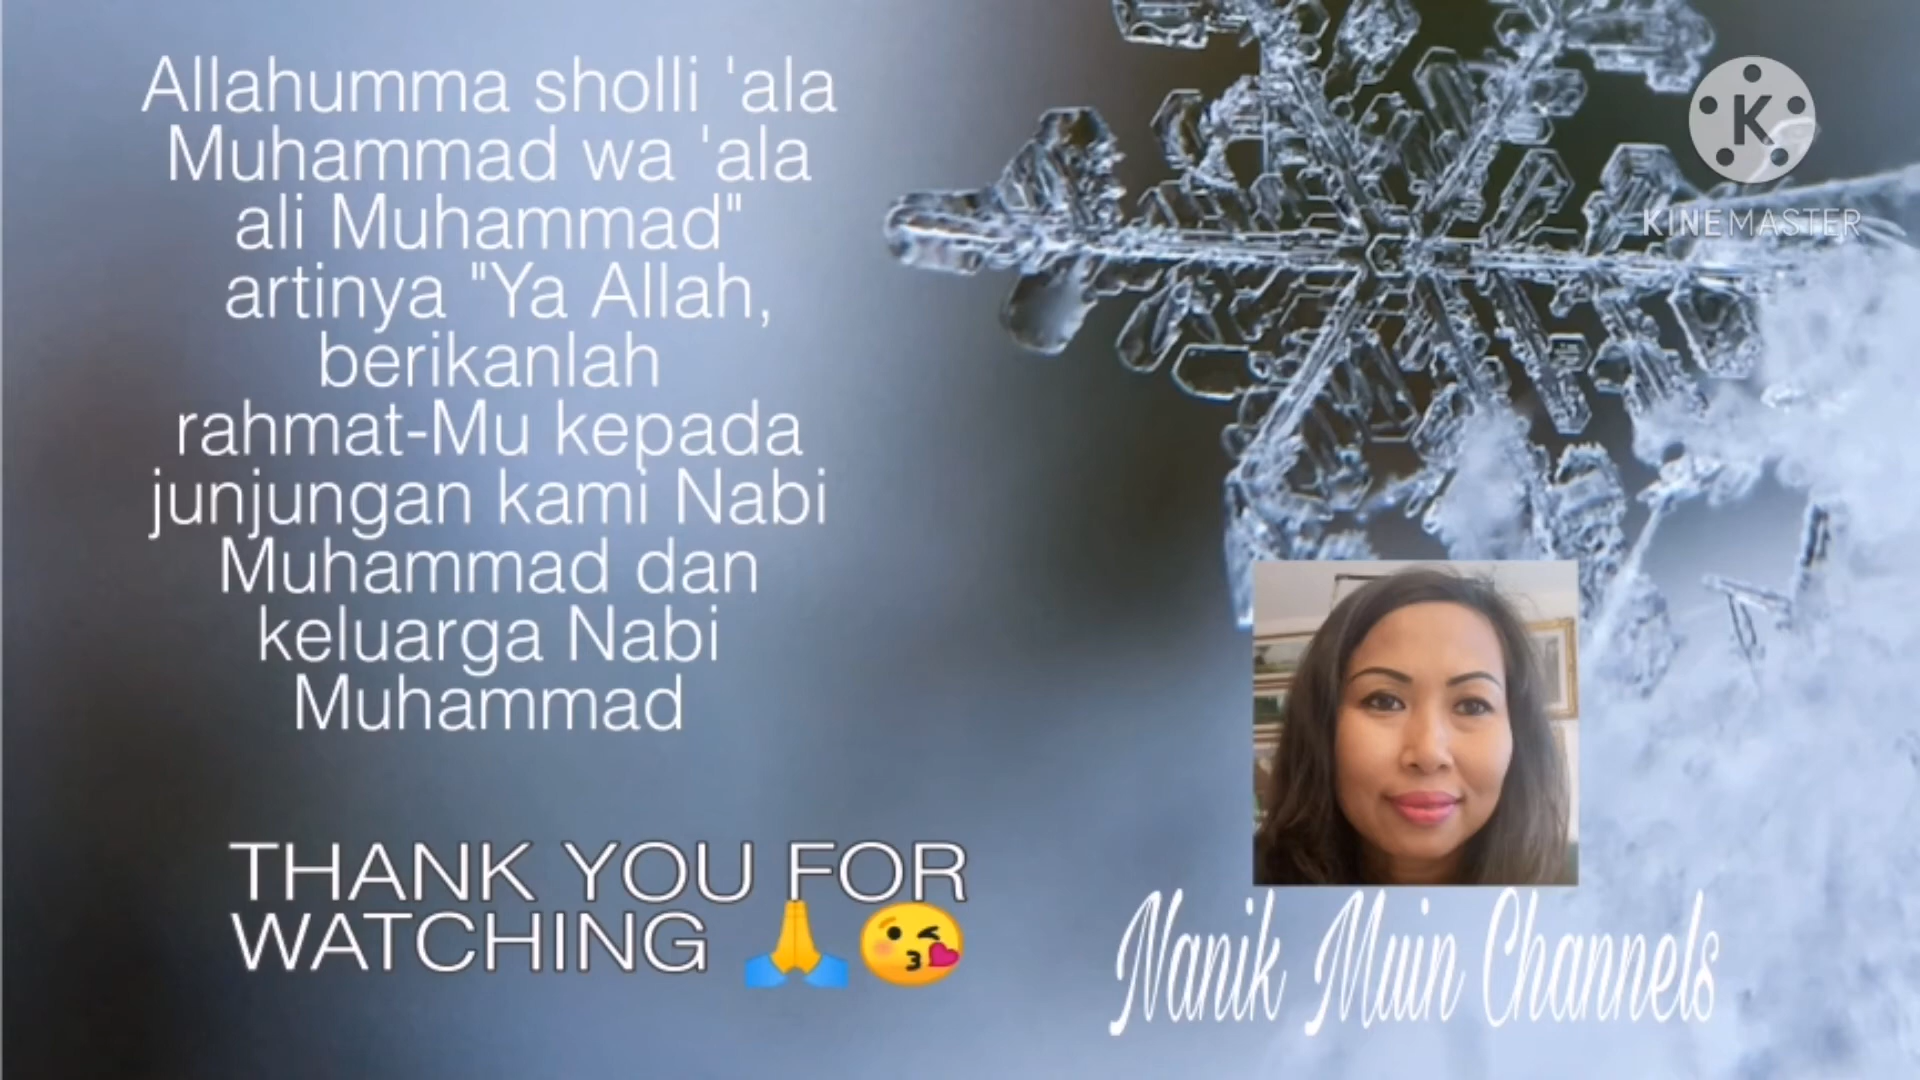 Allahumma sholli 'ala
Muhammad wa 'ala
ali Muhammad"
artinya "Ya Allah,
berikanlah
rahmat-Mu kepada
junjungan kami Nabi
Muhammad dan
keluarga Nabi
Muhammad
THANK YOU FOR
WATCHING 🙏😘
K
KINEMASTER
Nanik Muin Channels